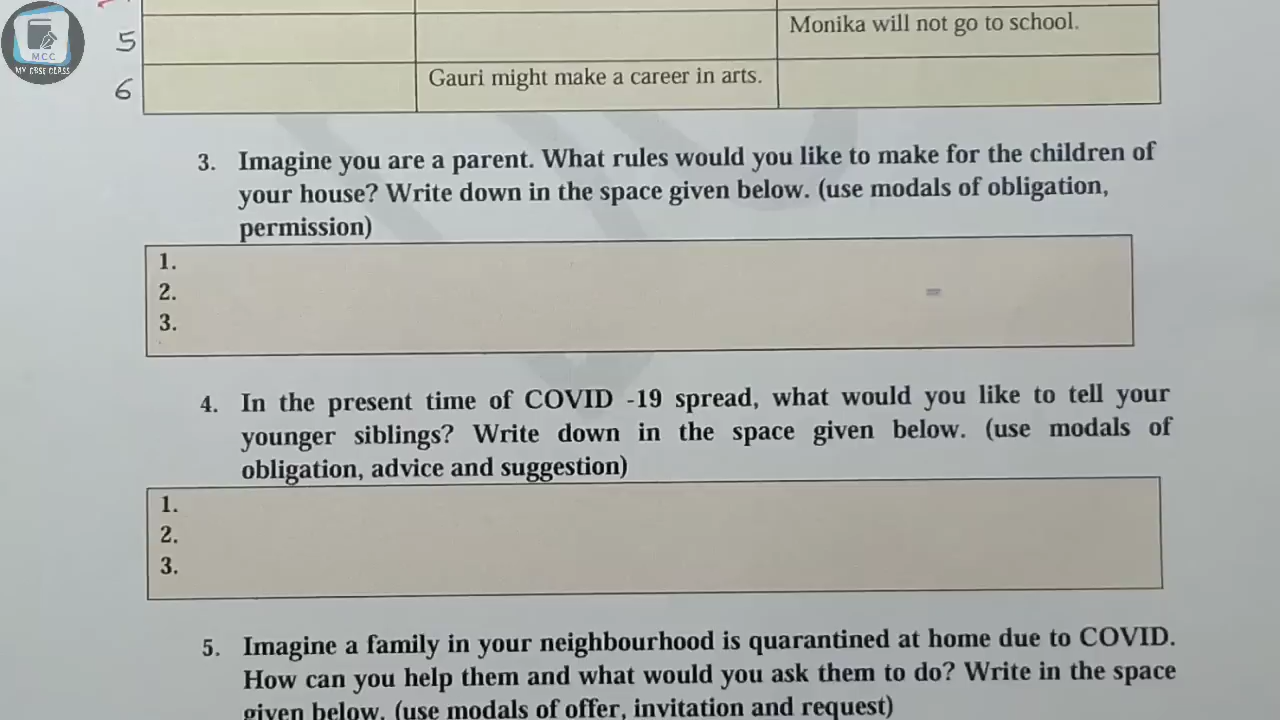 MCC
MY CBSE CLASS
5
Monika will not go to school.
6
Gauri might make a career in arts.
3. Imagine you are a parent. What rules would you like to make for the children of
your house? Write down in the space given below. (use modals of obligation,
permission)
1.
2.
3.
4. In the present time of COVID -19 spread, what would you like to tell your
younger siblings? Write down in the space given below. (use modals of
obligation, advice and suggestion)
1.
2.
3.
5. Imagine a family in your neighbourhood is quarantined at home due to COVID.
How can you help them and what would you ask them to do? Write in the space
given below. (use modals of offer, invitation and request)